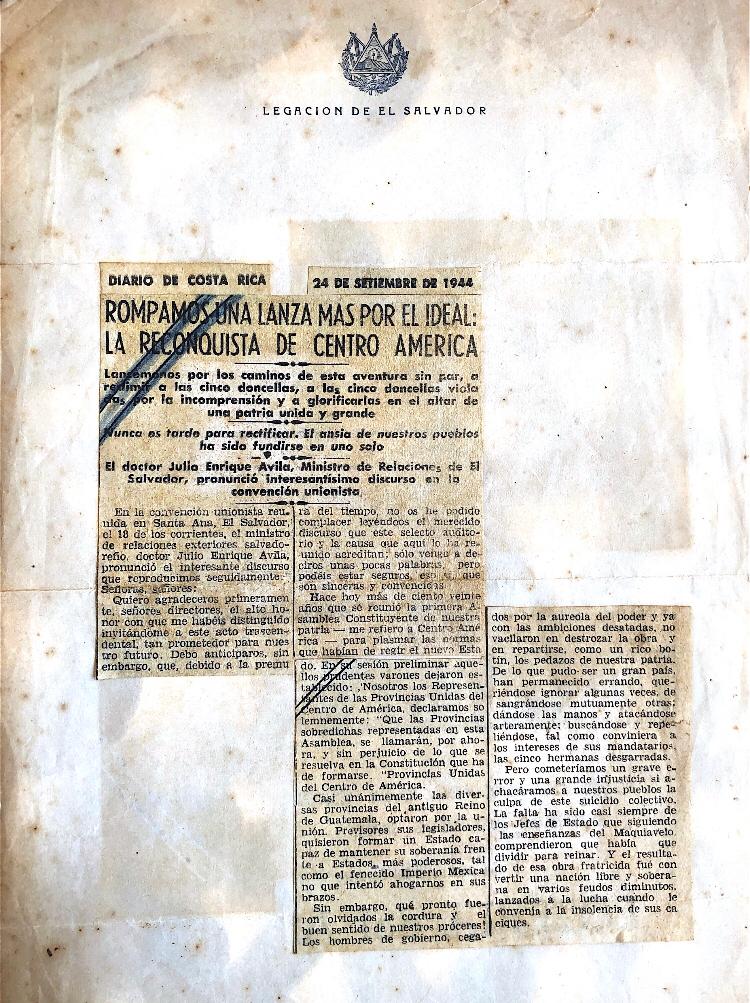 LEGACION DE EL SALVADOR
DIARIO DE COSTA RICA
24 DE SETIEMBRE DE 1944
ROMPAMOS UNA LANZA MAS POR EL IDEAL:
LA RECONQUISTA DE CENTRO AMERICA
Lancémonos por los caminos de esta aventura sin par, a
redimir a las cinco doncellas, a las cinco doncellas viola
das por la incomprensión y a glorificarlas en el altar de
una patria unida y grande
Nunca es tarde para rectificar. El ansia de nuestros pueblos
ha sido fundirse en uno solo
El doctor Julio Enrique Avila, Ministro de Relaciones de El
Salvador, pronunció interesantísimo discurso en la
convención unionista
En la convención unionista reu
nida en Santa Ana, El Salvador,
el 18 de los corrientes, el ministro
de relaciones exteriores salvado-
reño, doctor Julio Enrique Avila,
pronunció el interesante discurso
que reproducimos seguidamente:
Señoras, señores:
Quiero agradeceros primeramen
te, señores directores, el alto ho-
nor con que me habéis distinguido
invitándome a este acto trascen-
dental, tan prometedor para nues
tro futuro. Debo anticiparos, sin
embargo, que, debido a la premu
ra del tiempo, no os he podido
complacer leyéndoos el merecido
discurso que este selecto audito-
rio y la causa que aquí lo ha re-
unido acreditan; sólo vengo a de-
ciros unas pocas palabras, pero
podéis estar seguros, eso sí, que
son sinceras y convencidas
Hace hoy más de ciento veinte
años que se reunió la primera A-
samblea Constituyente de nuestra
patria — me refiero a Centro Amé
rica — para plasmar las normas
que habían de regir el nuevo Esta
do. En su sesión preliminar aque-
llos prudentes varones dejaron es-
tablecido: "Nosotros los Represen-
tantes de las Provincias Unidas del
Centro de América, declaramos so
lemnemente: "Que las Provincias
sobredichas representadas en esta
Asamblea, se llamarán, por aho-
ra, y sin perjuicio de lo que se
resuelva en la Constitución que ha
de formarse. "Provincias Unidas
del Centro de América.
Casi unánimemente las diver-
sas provincias del antiguo Reino
de Guatemala, optaron por la u-
nión. Previsores sus legisladores,
quisieron formar un Estado ca-
paz de mantener su soberanía fren
te a Estados más poderosos, tal
como el fenecido Imperio Mexica
no que intentó ahogarnos en sus
brazos.
Sin embargo, qué pronto fue-
ron olvidados la cordura y el
buen sentido de nuestros próceres!
Los hombres de gobierno, cega-
dos por la aureola del poder y ya
con las ambiciones desatadas, no
vacilaron en destrozar la obra y
en repartirse, como un rico bo-
tín, los pedazos de nuestra patria.
De lo que pudo ser un gran país,
han permanecido errando, que-
riéndose ignorar algunas veces, de
sangrándose mutuamente otras;
dándose las manos y atacándose
arteramente; buscándose y repe-
liéndose, tal como conviniera a
los intereses de sus mandatarios,
las cinco hermanas desgarradas.
Pero cometeríamos un grave e-
rror y una grande injusticia si a-
chacáramos a nuestros pueblos la
culpa de este suicidio colectivo.
La falta ha sido casi siempre de
los Jefes de Estado que siguiendo
las enseñanzas del Maquiavelo
comprendieron que había que
dividir para reinar. Y el resulta-
do de esa obra fratricida fué con
vertir una nación libre y sobera-
na en varios feudos diminutos,
lanzados a la lucha cuando le
convenía a la insolencia de sus ca
ciques.